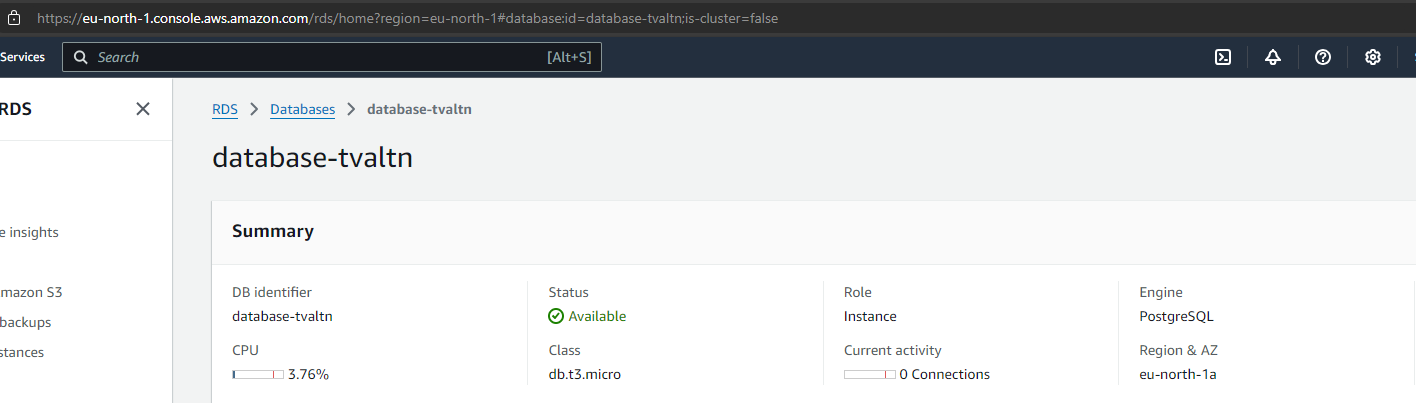 https://eu-north-1.console.aws.amazon.com/rds/home?region=eu-north-1#database:id=database-tvaltn;is-cluster=false
Services
Search
[Alt+S]
RDS
RDS > Databases > database-tvaltn
database-tvaltn
Summary
e insights
mazon S3
backups
stances
DB identifier
database-tvaltn
Status
Available
Role
Instance
Engine
PostgreSQL
CPU
3.76%
Class
db.t3.micro
Current activity
0 Connections
Region & AZ
eu-north-1a